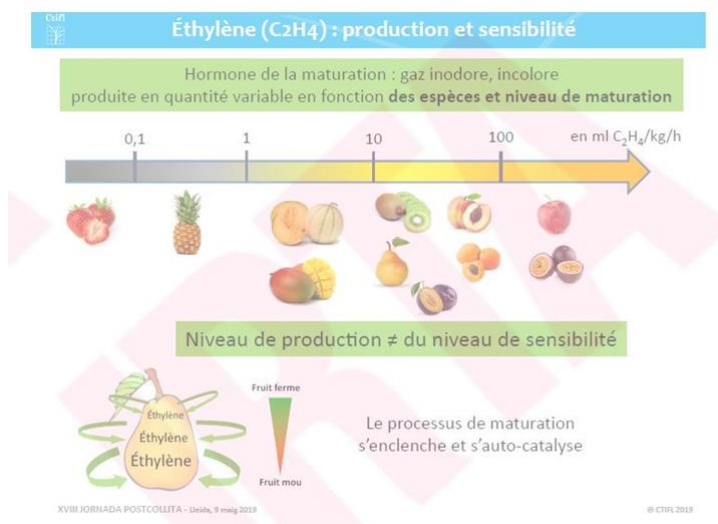 Ctifl
Éthylène (C2H4) : production et sensibilité
Hormone de la maturation : gaz inodore, incolore
produite en quantité variable en fonction des espèces et niveau de maturation
0,1 1 10 100 en ml C₂H₄/kg/h
Niveau de production ≠ du niveau de sensibilité
Fruit ferme
Éthylène
Éthylène
Éthylène
Le processus de maturation
s’enclenche et s’auto-catalyse
Fruit mou
XVIII JORNADA POSTCOLLITA - Lleida, 9 maig 2019
© CTIFL 2019
IRTA